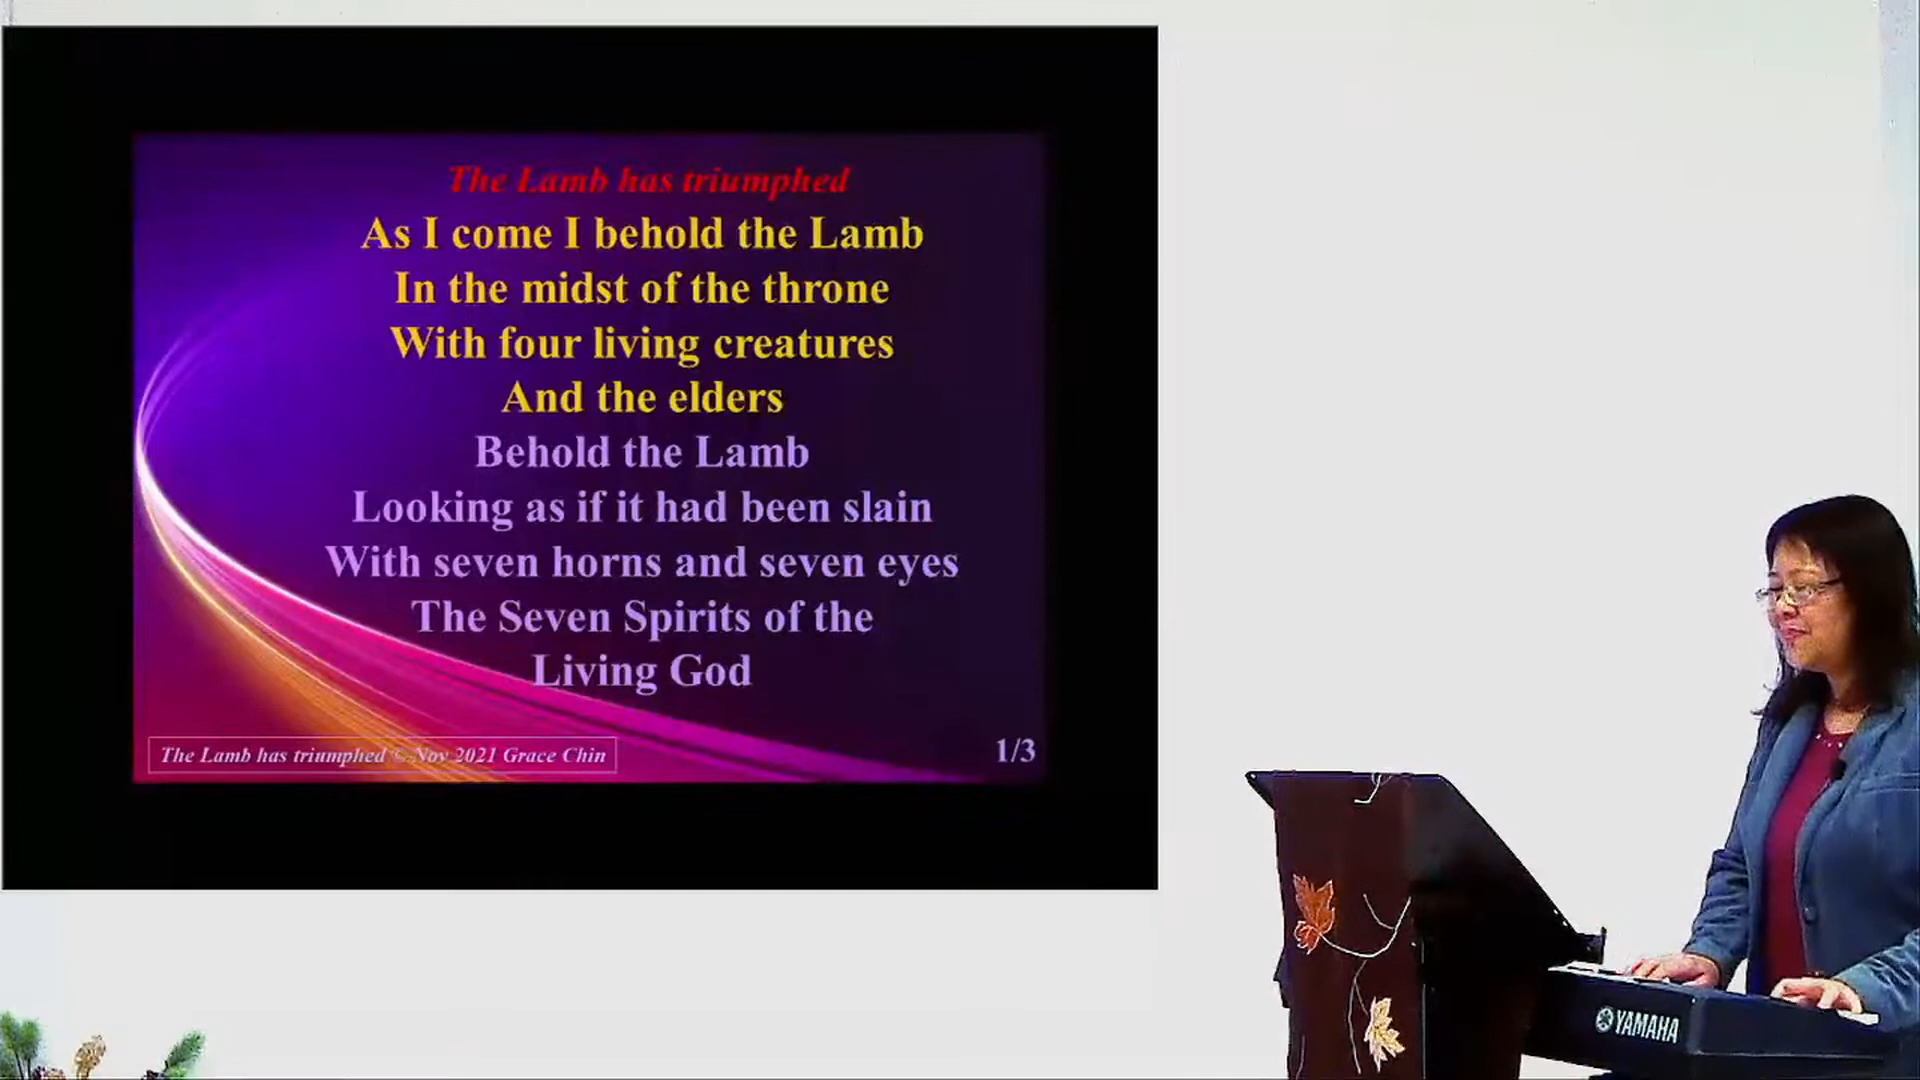 The Lamb has triumphed
As I come I behold the Lamb
In the midst of the throne
With four living creatures
And the elders
Behold the Lamb
Looking as if it had been slain
With seven horns and seven eyes
The Seven Spirits of the
Living God
The Lamb has triumphed © Nov 2021 Grace Chin
1/3
YAMAHA